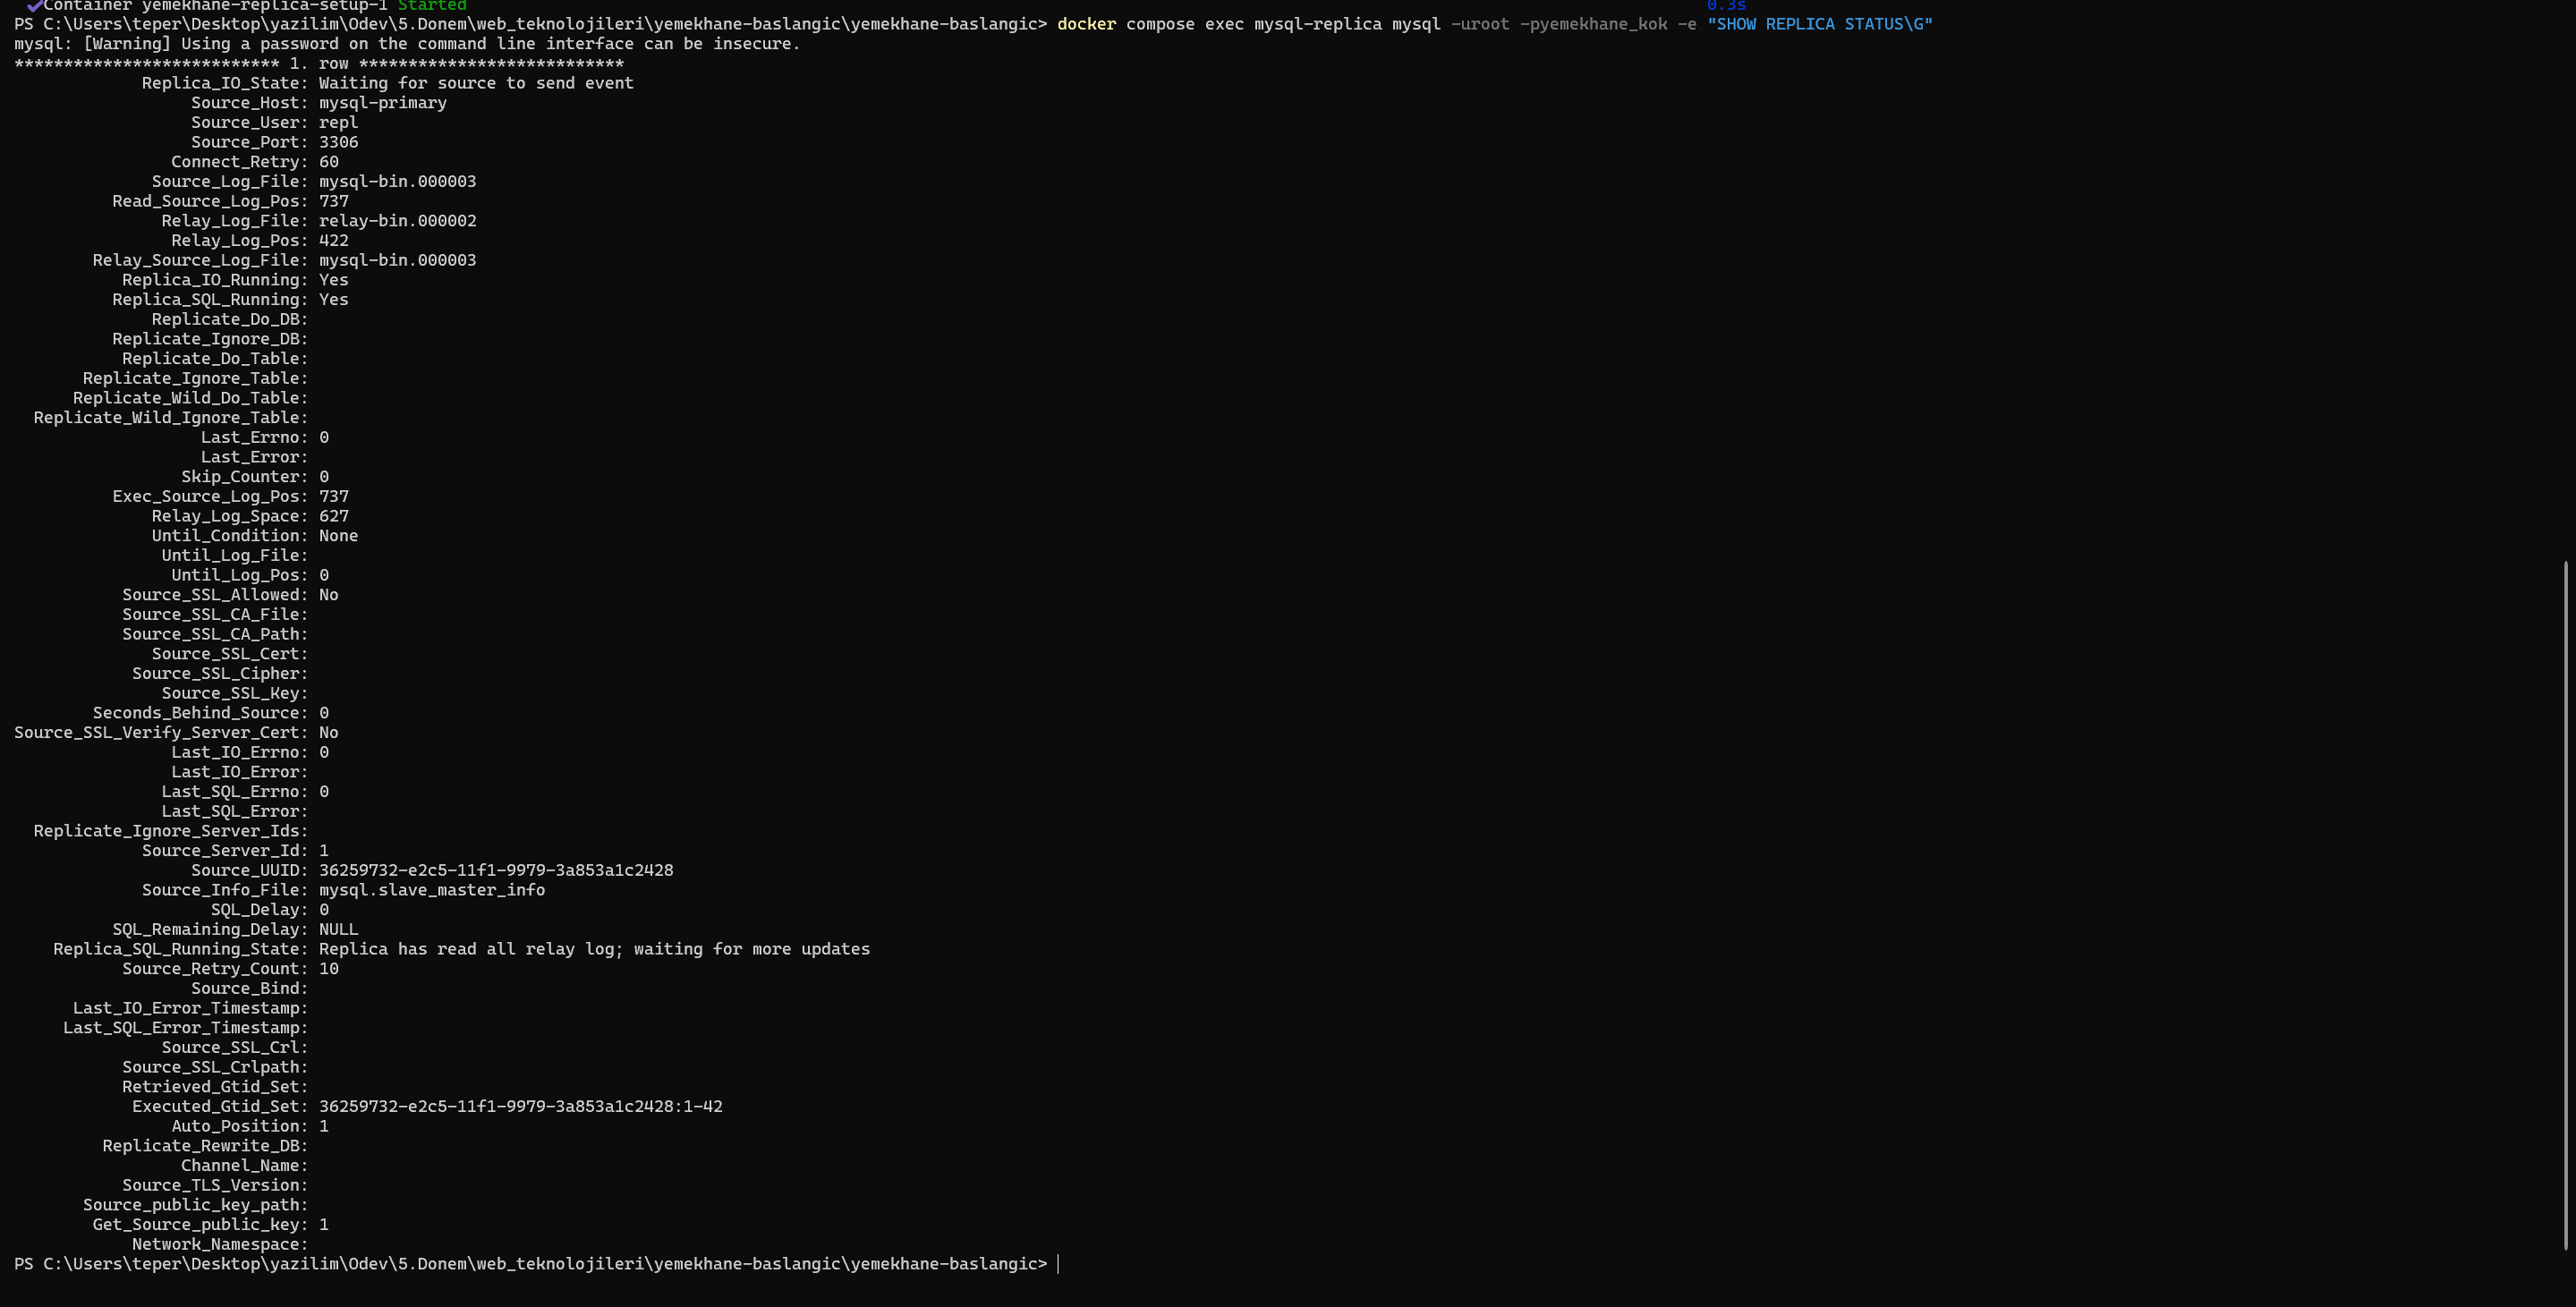 ✔Container yemekhane-replica-setup-1 Started 0.3s
PS C:\Users\teper\Desktop\yazilim\Odev\5.Donem\web_teknolojileri\yemekhane-baslangic\yemekhane-baslangic> docker compose exec mysql-replica mysql -uroot -pyemekhane_kok -e "SHOW REPLICA STATUS\G"
mysql: [Warning] Using a password on the command line interface can be insecure.
*************************** 1. row ***************************
Replica_IO_State: Waiting for source to send event
Source_Host: mysql-primary
Source_User: repl
Source_Port: 3306
Connect_Retry: 60
Source_Log_File: mysql-bin.000003
Read_Source_Log_Pos: 737
Relay_Log_File: relay-bin.000002
Relay_Log_Pos: 422
Relay_Source_Log_File: mysql-bin.000003
Replica_IO_Running: Yes
Replica_SQL_Running: Yes
Replicate_Do_DB:
Replicate_Ignore_DB:
Replicate_Do_Table:
Replicate_Ignore_Table:
Replicate_Wild_Do_Table:
Replicate_Wild_Ignore_Table:
Last_Errno: 0
Last_Error:
Skip_Counter: 0
Exec_Source_Log_Pos: 737
Relay_Log_Space: 627
Until_Condition: None
Until_Log_File:
Until_Log_Pos: 0
Source_SSL_Allowed: No
Source_SSL_CA_File:
Source_SSL_CA_Path:
Source_SSL_Cert:
Source_SSL_Cipher:
Source_SSL_Key:
Seconds_Behind_Source: 0
Source_SSL_Verify_Server_Cert: No
Last_IO_Errno: 0
Last_IO_Error:
Last_SQL_Errno: 0
Last_SQL_Error:
Replicate_Ignore_Server_Ids:
Source_Server_Id: 1
Source_UUID: 36259732-e2c5-11f1-9979-3a853a1c2428
Source_Info_File: mysql.slave_master_info
SQL_Delay: 0
SQL_Remaining_Delay: NULL
Replica_SQL_Running_State: Replica has read all relay log; waiting for more updates
Source_Retry_Count: 10
Source_Bind:
Last_IO_Error_Timestamp:
Last_SQL_Error_Timestamp:
Source_SSL_Crl:
Source_SSL_Crlpath:
Retrieved_Gtid_Set:
Executed_Gtid_Set: 36259732-e2c5-11f1-9979-3a853a1c2428:1-42
Auto_Position: 1
Replicate_Rewrite_DB:
Channel_Name:
Source_TLS_Version:
Source_public_key_path:
Get_Source_public_key: 1
Network_Namespace:
PS C:\Users\teper\Desktop\yazilim\Odev\5.Donem\web_teknolojileri\yemekhane-baslangic\yemekhane-baslangic>